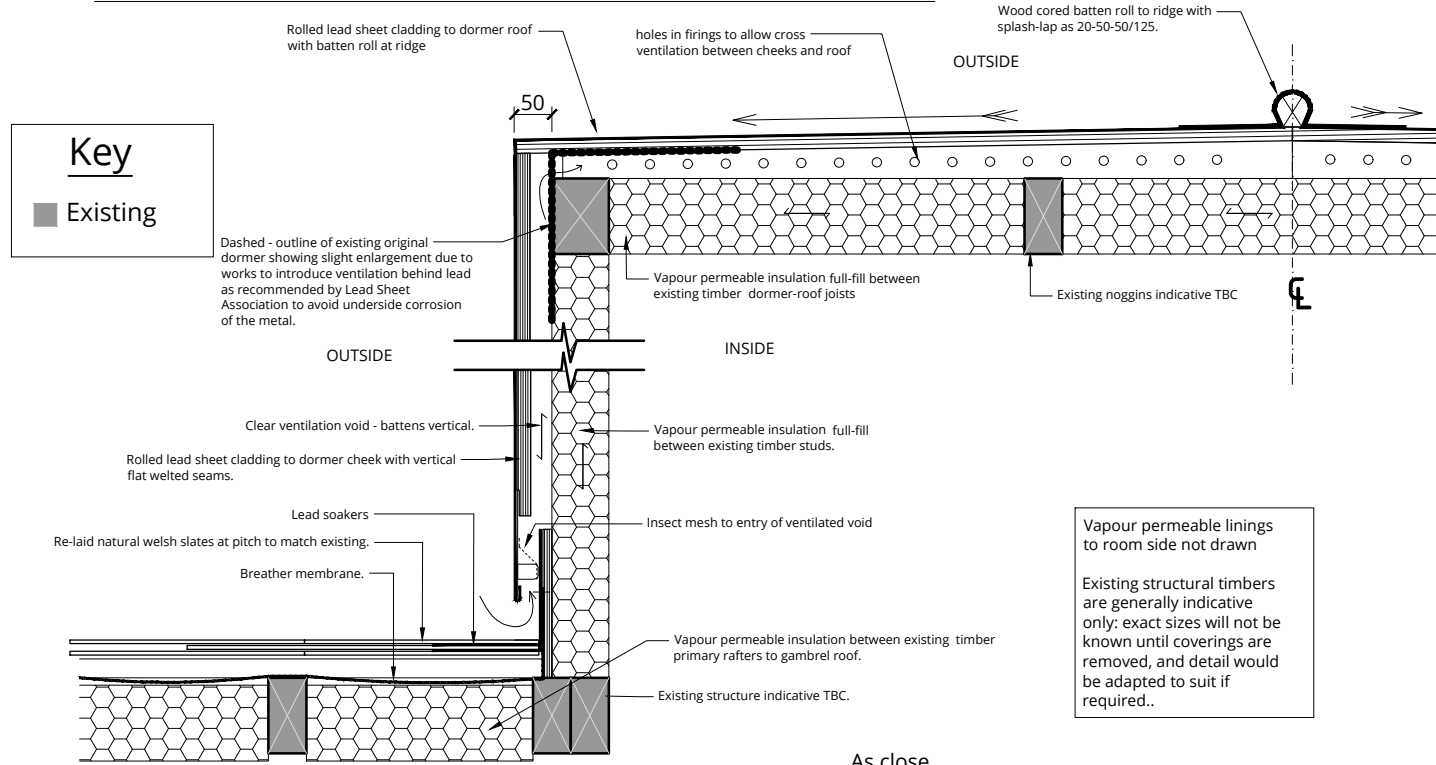 Rolled lead sheet cladding to dormer roof
with batten roll at ridge
holes in firings to allow cross
ventilation between cheeks and roof
Wood cored batten roll to ridge with
splash-lap as 20-50-50/125.
OUTSIDE
50
Key
Existing
Dashed - outline of existing original
dormer showing slight enlargement due to
works to introduce ventilation behind lead
as recommended by Lead Sheet
Association to avoid underside corrosion
of the metal.
Vapour permeable insulation full-fill between
existing timber dormer-roof joists
Existing noggins indicative TBC
CL
OUTSIDE
INSIDE
Clear ventilation void - battens vertical.
Vapour permeable insulation full-fill
between existing timber studs.
Rolled lead sheet cladding to dormer cheek with vertical
flat welted seams.
Lead soakers
Insect mesh to entry of ventilated void
Re-laid natural welsh slates at pitch to match existing.
Breather membrane.
Vapour permeable insulation between existing timber
primary rafters to gambrel roof.
Existing structure indicative TBC.
Vapour permeable linings
to room side not drawn
Existing structural timbers
are generally indicative
only: exact sizes will not be
known until coverings are
removed, and detail would
be adapted to suit if
required..
As close